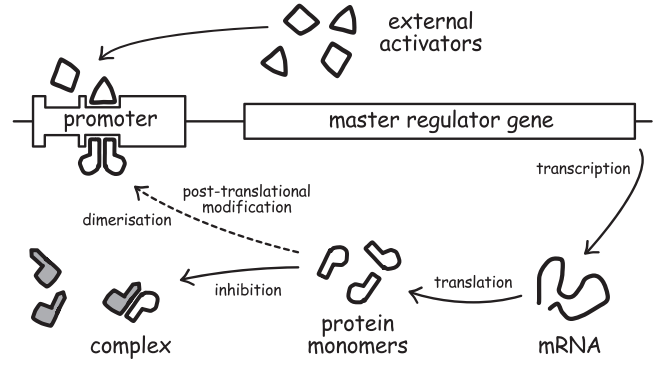 external
activators
promoter
master regulator gene
transcription
post-translational
modification
dimerisation
inhibition
translation
complex
protein
monomers
mRNA